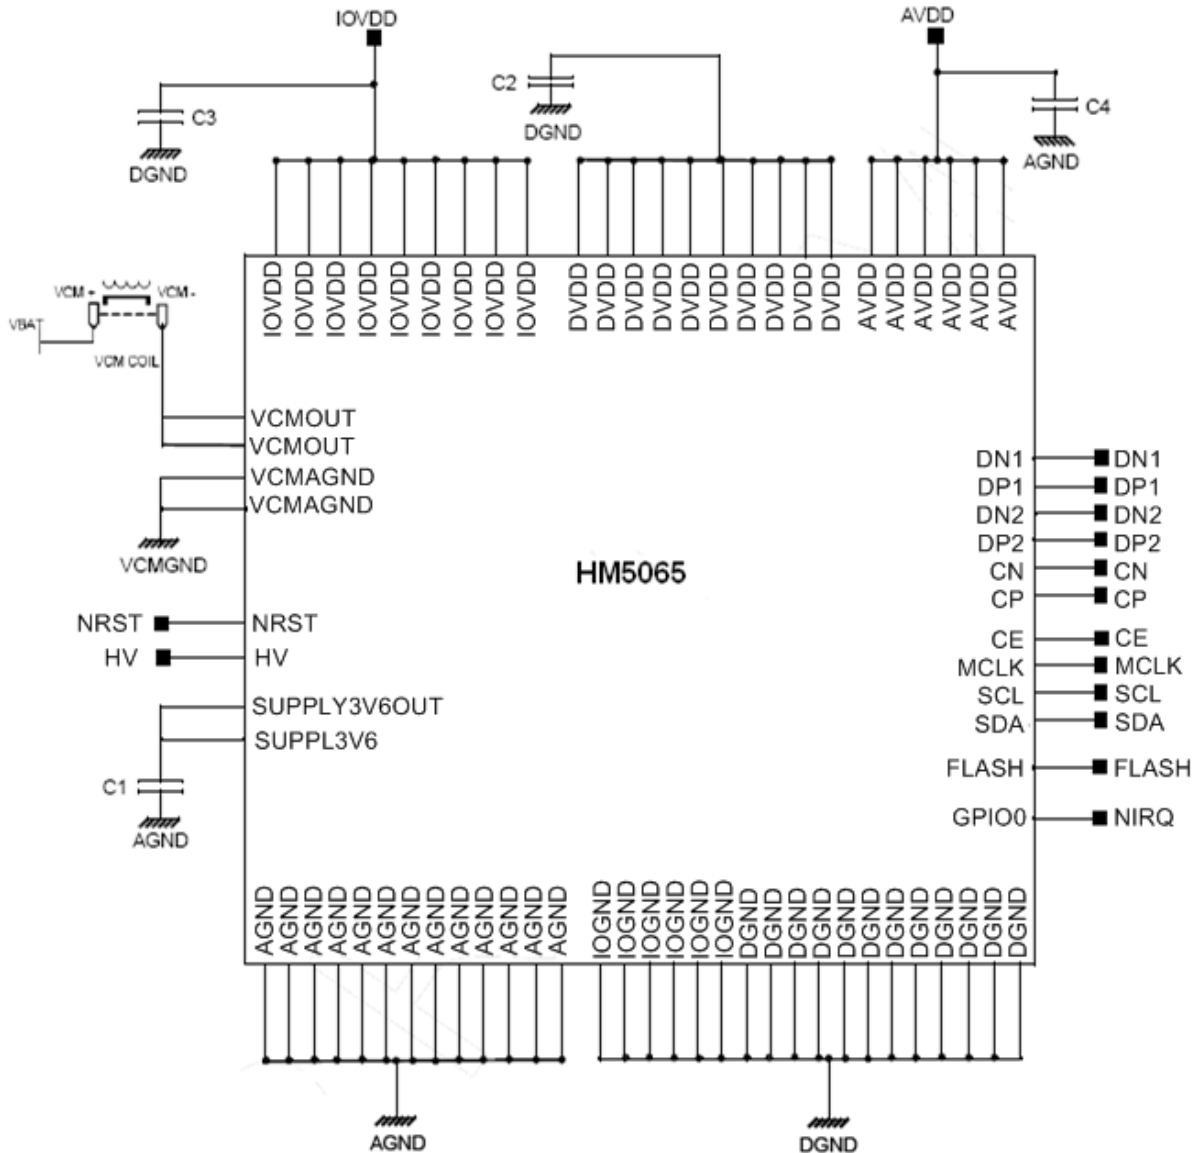 IOVDD
AVDD
C3
C2
C4
DGND
DGND
AGND
IOVDD
IOVDD
IOVDD
IOVDD
IOVDD
IOVDD
IOVDD
IOVDD
IOVDD
DVDD
DVDD
DVDD
DVDD
DVDD
DVDD
DVDD
DVDD
DVDD
DVDD
AVDD
AVDD
AVDD
AVDD
AVDD
AVDD
VCM +
VCM -
VBAT
VCM COIL
VCMOUT
VCMOUT
VCMAGND
VCMAGND
VCMGND
NRST
NRST
HV
HV
SUPPLY3V6OUT
SUPPL3V6
C1
AGND
HM5065
DN1
DN1
DP1
DP1
DN2
DN2
DP2
DP2
CN
CN
CP
CP
CE
CE
MCLK
MCLK
SCL
SCL
SDA
SDA
FLASH
FLASH
GPIO0
NIRQ
AGND
AGND
AGND
AGND
AGND
AGND
AGND
AGND
AGND
AGND
AGND
AGND
AGND
IOGND
IOGND
IOGND
IOGND
IOGND
IOGND
DGND
DGND
DGND
DGND
DGND
DGND
DGND
DGND
DGND
DGND
DGND
DGND
AGND
DGND